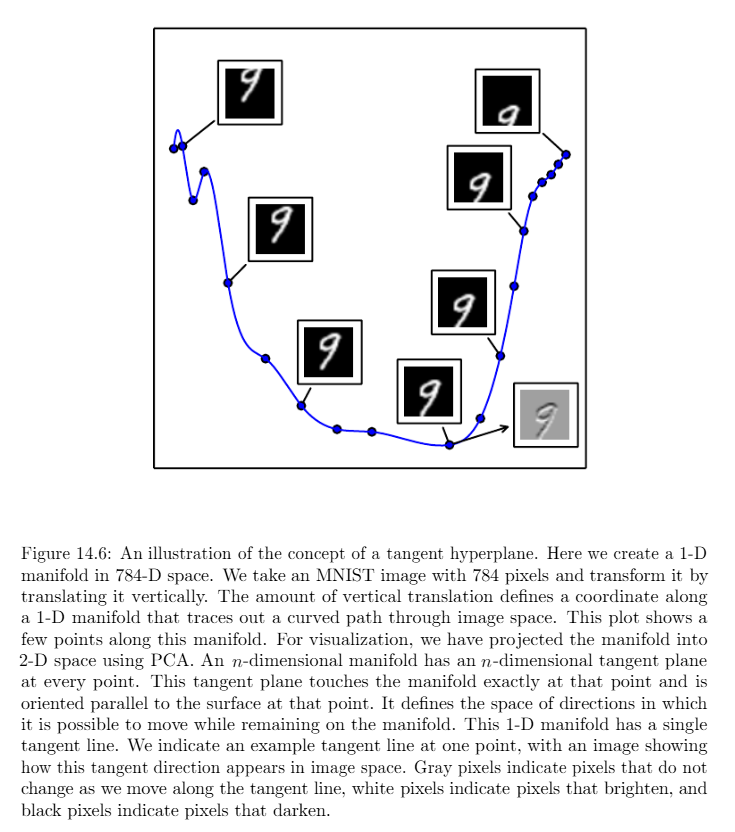 9
9
9
9
9
9
9
9
9
Figure 14.6: An illustration of the concept of a tangent hyperplane. Here we create a 1-D
manifold in 784-D space. We take an MNIST image with 784 pixels and transform it by
translating it vertically. The amount of vertical translation defines a coordinate along
a 1-D manifold that traces out a curved path through image space. This plot shows a
few points along this manifold. For visualization, we have projected the manifold into
2-D space using PCA. An n-dimensional manifold has an n-dimensional tangent plane
at every point. This tangent plane touches the manifold exactly at that point and is
oriented parallel to the surface at that point. It defines the space of directions in which
it is possible to move while remaining on the manifold. This 1-D manifold has a single
tangent line. We indicate an example tangent line at one point, with an image showing
how this tangent direction appears in image space. Gray pixels indicate pixels that do not
change as we move along the tangent line, white pixels indicate pixels that brighten, and
black pixels indicate pixels that darken.